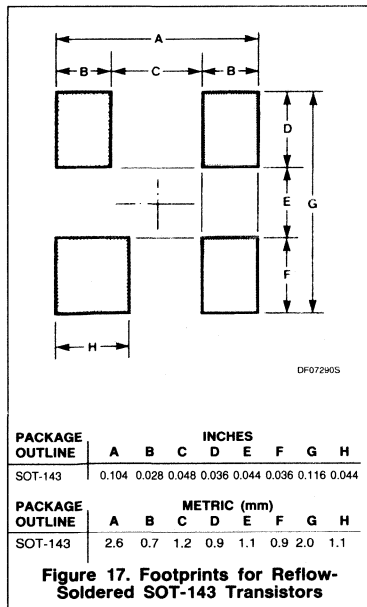 A
B C B
D
E G
F
H
DF07290S
PACKAGE OUTLINE INCHES
A B C D E F G H
SOT-143 0.104 0.028 0.048 0.036 0.044 0.036 0.116 0.044
PACKAGE OUTLINE METRIC (mm)
A B C D E F G H
SOT-143 2.6 0.7 1.2 0.9 1.1 0.9 2.0 1.1
Figure 17. Footprints for Reflow-
Soldered SOT-143 Transistors